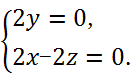 2y = 0,
2x–2z = 0.